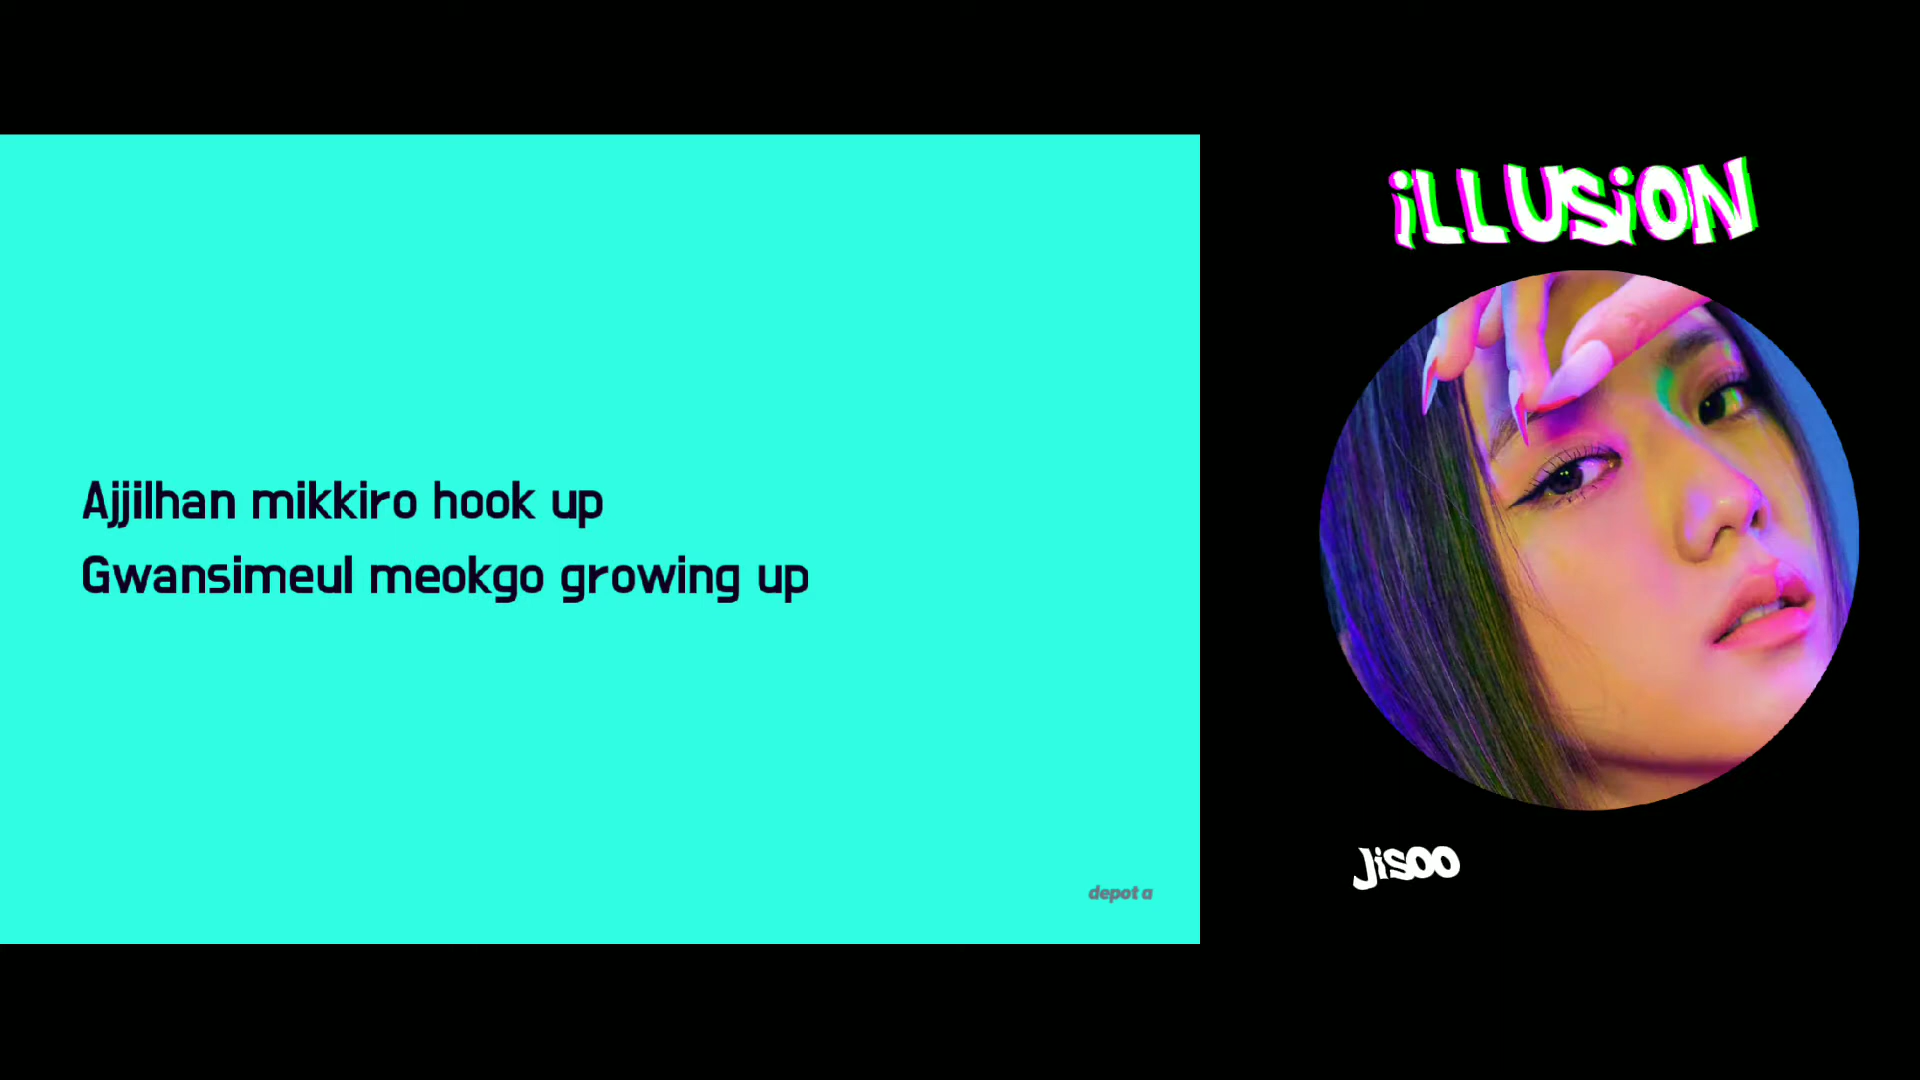 iLLUSiON
Ajjilhan mikkiro hook up
Gwansimeul meokgo growing up
depot a
Jisoo